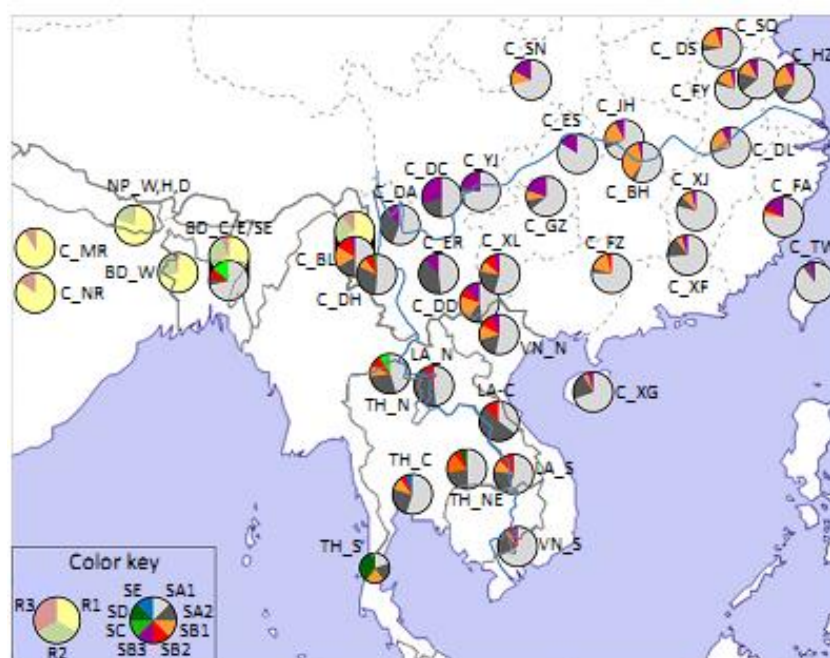 C_SQ
C_SN
C_DS
C_HZ
C_FY
C_JH
C_ES
C_DL
C_YJ
C_DC
C_BH
C_XJ
C_FA
NP_W,H,D
C_DA
C_GZ
BD_C/E/SE
C_MR
C_ER
C_XL
C_FZ
C_BL
BD_W
C_TW
C_XF
C_NR
C_DH
C_DD
VN_N
LA_N
C_XG
TH_N
LA-C
TH_C
LA_S
TH_NE
TH_S
VN_S
Color key
SE SA1
R3 R1 SD SA2
SC SB1
R2 SB3 SB2